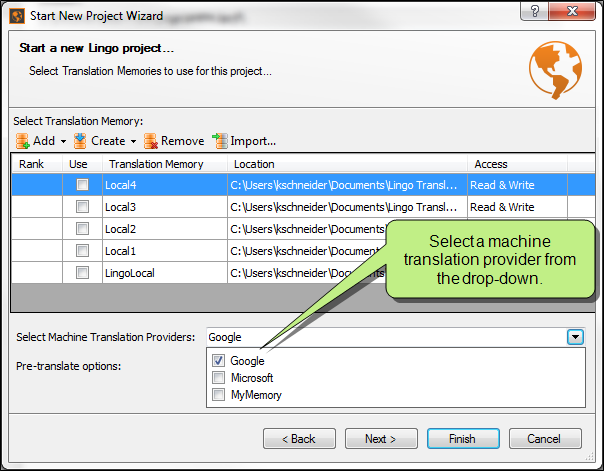 Start New Project Wizard
Start a new Lingo project...
Select Translation Memories to use for this project...
Select Translation Memory:
Add Create Remove Import...
Rank Use Translation Memory Location Access
Local4 C:\Users\kschneider\Documents\Lingo Transl... Read & Write
Local3 C:\Users\kschneider\Documents\Lingo Transl... Read & Write
Local2 C:\Users\kschneider\Docu
Local1 C:\Users\kschneider\Docu
LingoLocal C:\Users\kschneider\Docu
Select a machine
translation provider from
the drop-down.
Select Machine Translation Providers: Google
Pre-translate options:
Google
Microsoft
MyMemory
< Back Next > Finish Cancel